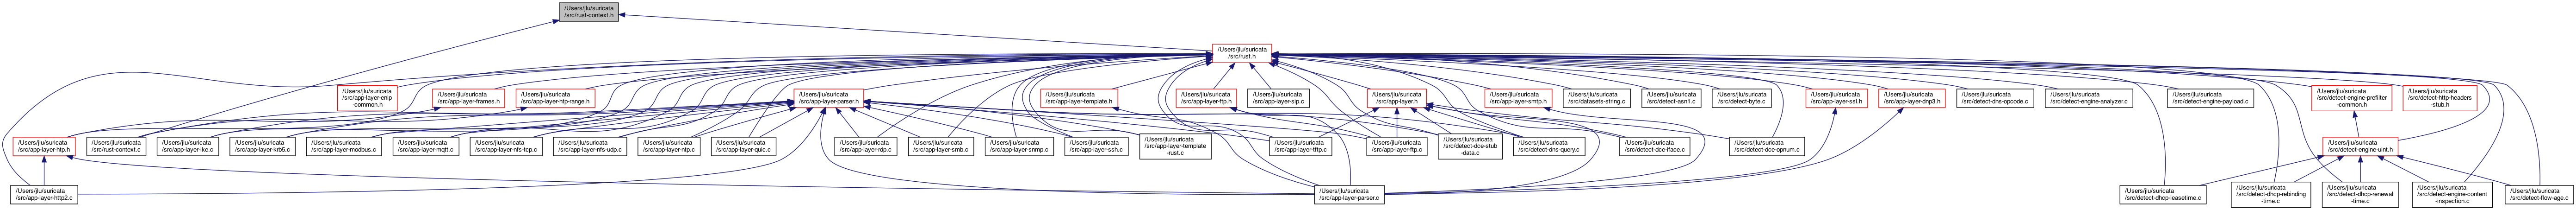 /Users/jlu/suricata
/src/rust-context.h
/Users/jlu/suricata
/src/rust.h
/Users/jlu/suricata
/src/app-layer-enip
-common.h
/Users/jlu/suricata
/src/app-layer-frames.h
/Users/jlu/suricata
/src/app-layer-htp-range.h
/Users/jlu/suricata
/src/app-layer-parser.h
/Users/jlu/suricata
/src/app-layer-template.h
/Users/jlu/suricata
/src/app-layer-ftp.h
/Users/jlu/suricata
/src/app-layer-sip.c
/Users/jlu/suricata
/src/app-layer.h
/Users/jlu/suricata
/src/app-layer-smtp.h
/Users/jlu/suricata
/src/datasets-string.c
/Users/jlu/suricata
/src/detect-asn1.c
/Users/jlu/suricata
/src/detect-byte.c
/Users/jlu/suricata
/src/app-layer-ssl.h
/Users/jlu/suricata
/src/app-layer-dnp3.h
/Users/jlu/suricata
/src/detect-dns-opcode.c
/Users/jlu/suricata
/src/detect-engine-analyzer.c
/Users/jlu/suricata
/src/detect-engine-payload.c
/Users/jlu/suricata
/src/detect-engine-prefilter
-common.h
/Users/jlu/suricata
/src/detect-http-headers
-stub.h
/Users/jlu/suricata
/src/app-layer-htp.h
/Users/jlu/suricata
/src/rust-context.c
/Users/jlu/suricata
/src/app-layer-ike.c
/Users/jlu/suricata
/src/app-layer-krb5.c
/Users/jlu/suricata
/src/app-layer-modbus.c
/Users/jlu/suricata
/src/app-layer-mqtt.c
/Users/jlu/suricata
/src/app-layer-nfs-tcp.c
/Users/jlu/suricata
/src/app-layer-nfs-udp.c
/Users/jlu/suricata
/src/app-layer-ntp.c
/Users/jlu/suricata
/src/app-layer-quic.c
/Users/jlu/suricata
/src/app-layer-rdp.c
/Users/jlu/suricata
/src/app-layer-smb.c
/Users/jlu/suricata
/src/app-layer-snmp.c
/Users/jlu/suricata
/src/app-layer-ssh.c
/Users/jlu/suricata
/src/app-layer-template
-rust.c
/Users/jlu/suricata
/src/app-layer-tftp.c
/Users/jlu/suricata
/src/app-layer-ftp.c
/Users/jlu/suricata
/src/detect-dce-stub
-data.c
/Users/jlu/suricata
/src/detect-dns-query.c
/Users/jlu/suricata
/src/detect-dce-iface.c
/Users/jlu/suricata
/src/detect-dce-opnum.c
/Users/jlu/suricata
/src/detect-engine-uint.h
/Users/jlu/suricata
/src/app-layer-http2.c
/Users/jlu/suricata
/src/app-layer-parser.c
/Users/jlu/suricata
/src/detect-dhcp-leasetime.c
/Users/jlu/suricata
/src/detect-dhcp-rebinding
-time.c
/Users/jlu/suricata
/src/detect-dhcp-renewal
-time.c
/Users/jlu/suricata
/src/detect-engine-content
-inspection.c
/Users/jlu/suricata
/src/detect-flow-age.c